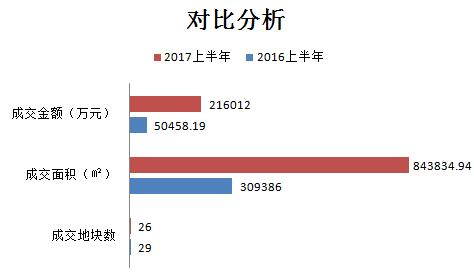 对比分析
2017上半年 2016上半年
成交金额（万元） 216012
50458.19
成交面积（㎡） 843834.94
309386
成交地块数 26
29